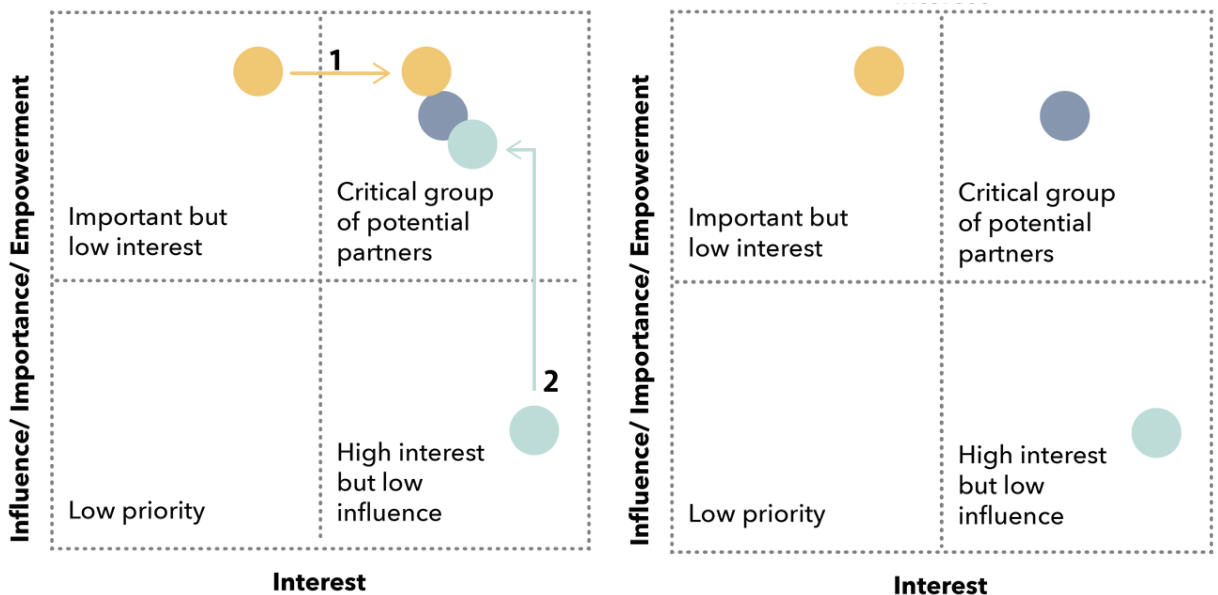 Influence/ Importance/ Empowerment
1
Important but
low interest
Critical group
of potential
partners
2
Low priority
High interest
but low
influence
Interest
Influence/ Importance/ Empowerment
Important but
low interest
Critical group
of potential
partners
Low priority
High interest
but low
influence
Interest